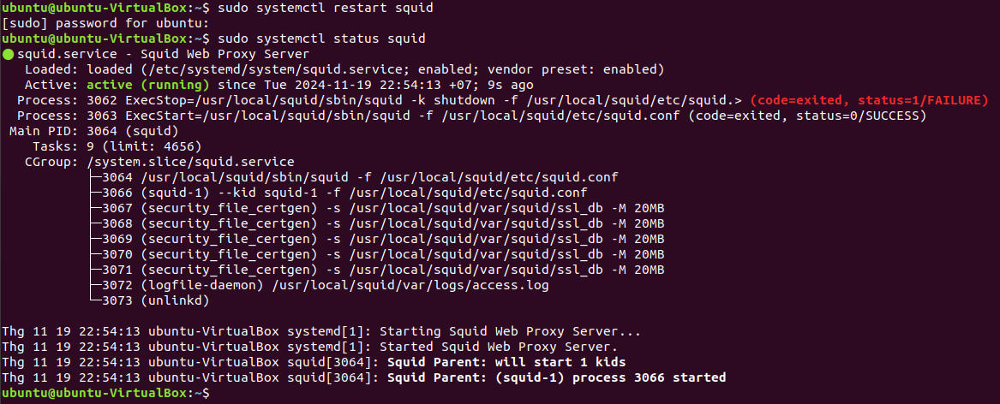 ubuntu@ubuntu-VirtualBox:~$ sudo systemctl restart squid
[sudo] password for ubuntu:
ubuntu@ubuntu-VirtualBox:~$ sudo systemctl status squid
● squid.service - Squid Web Proxy Server
   Loaded: loaded (/etc/systemd/system/squid.service; enabled; vendor preset: enabled)
   Active: active (running) since Tue 2024-11-19 22:54:13 +07; 9s ago
  Process: 3062 ExecStop=/usr/local/squid/sbin/squid -k shutdown -f /usr/local/squid/etc/squid.> (code=exited, status=1/FAILURE)
  Process: 3063 ExecStart=/usr/local/squid/sbin/squid -f /usr/local/squid/etc/squid.conf (code=exited, status=0/SUCCESS)
 Main PID: 3064 (squid)
    Tasks: 9 (limit: 4656)
   CGroup: /system.slice/squid.service
           ├─3064 /usr/local/squid/sbin/squid -f /usr/local/squid/etc/squid.conf
           ├─3066 (squid-1) --kid squid-1 -f /usr/local/squid/etc/squid.conf
           ├─3067 (security_file_certgen) -s /usr/local/squid/var/squid/ssl_db -M 20MB
           ├─3068 (security_file_certgen) -s /usr/local/squid/var/squid/ssl_db -M 20MB
           ├─3069 (security_file_certgen) -s /usr/local/squid/var/squid/ssl_db -M 20MB
           ├─3070 (security_file_certgen) -s /usr/local/squid/var/squid/ssl_db -M 20MB
           ├─3071 (security_file_certgen) -s /usr/local/squid/var/squid/ssl_db -M 20MB
           ├─3072 (logfile-daemon) /usr/local/squid/var/logs/access.log
           └─3073 (unlinkd)
Thg 11 19 22:54:13 ubuntu-VirtualBox systemd[1]: Starting Squid Web Proxy Server...
Thg 11 19 22:54:13 ubuntu-VirtualBox systemd[1]: Started Squid Web Proxy Server.
Thg 11 19 22:54:13 ubuntu-VirtualBox squid[3064]: Squid Parent: will start 1 kids
Thg 11 19 22:54:13 ubuntu-VirtualBox squid[3064]: Squid Parent: (squid-1) process 3066 started
ubuntu@ubuntu-VirtualBox:~$